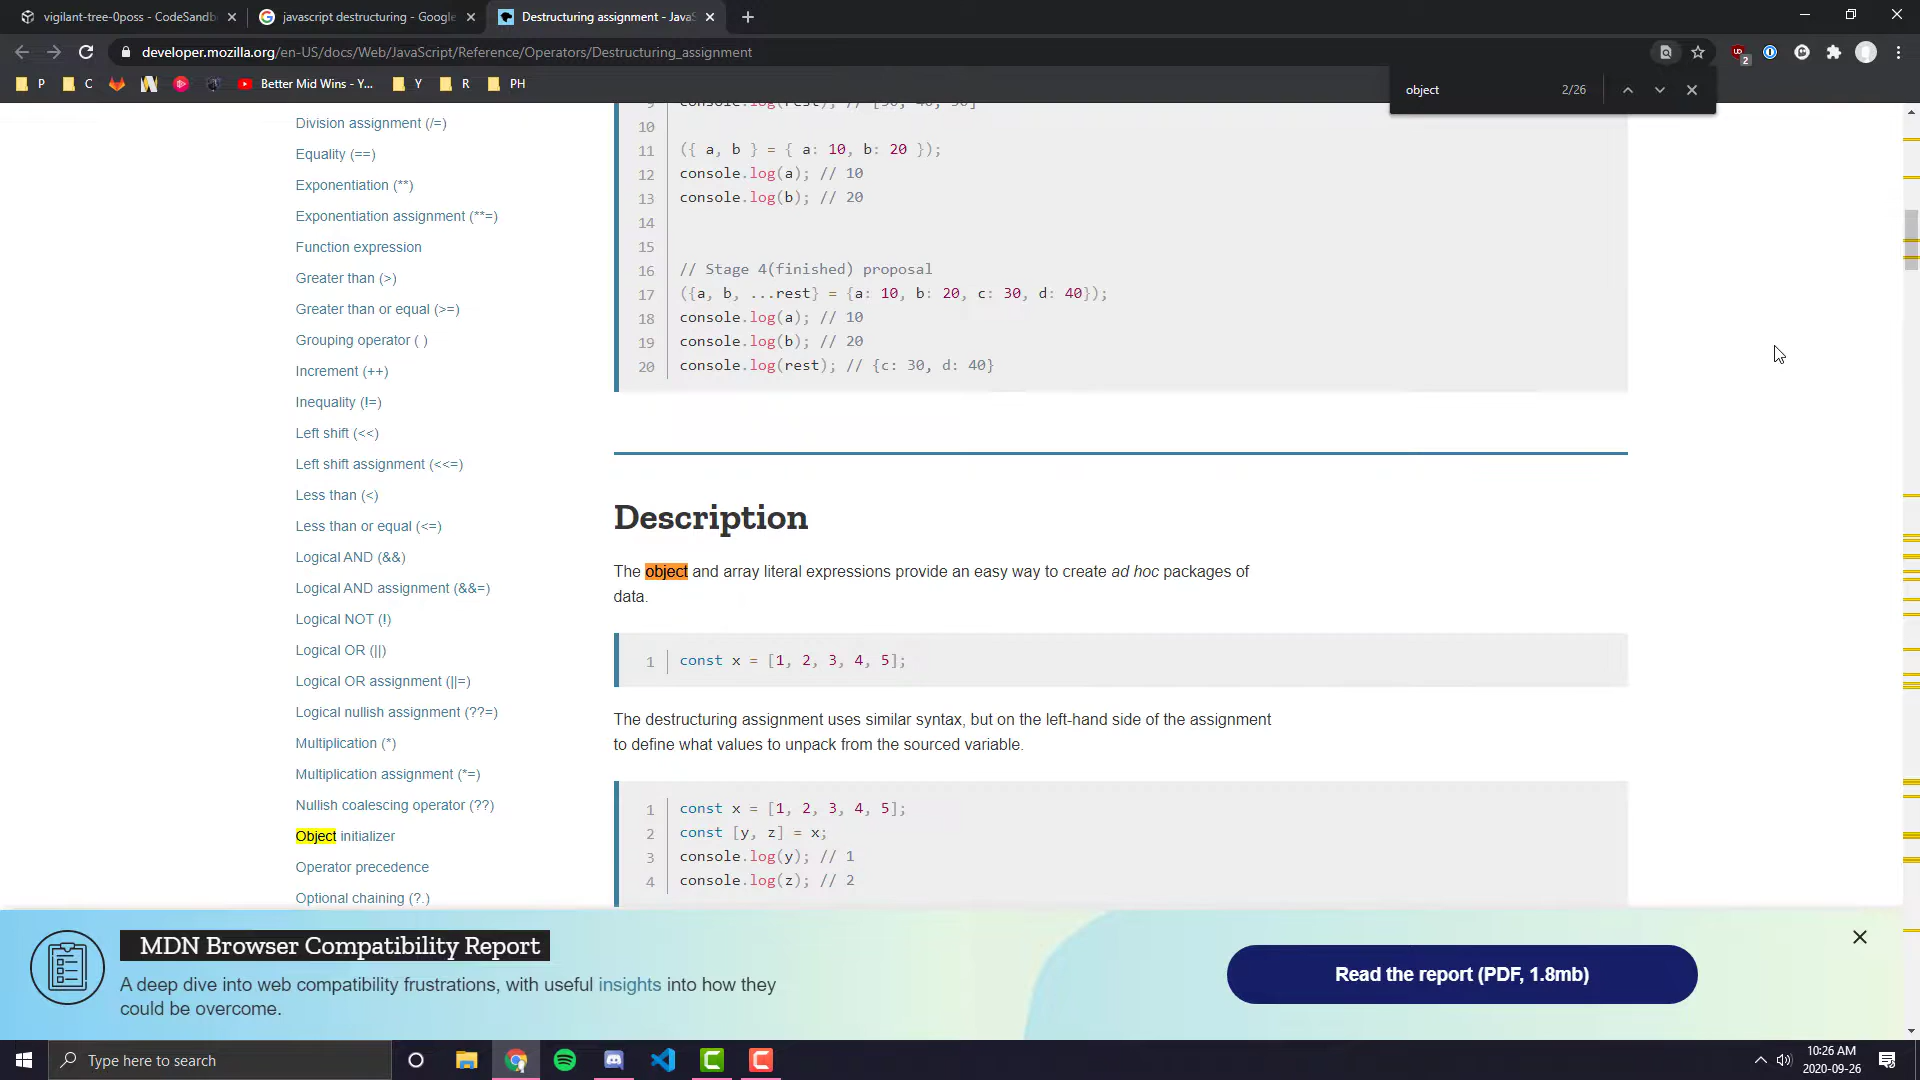 vigilant-tree-0poss - CodeSandb
javascript destructuring - Google
Destructuring assignment - JavaS
developer.mozilla.org/en-US/docs/Web/JavaScript/Reference/Operators/Destructuring_assignment
2
P
C
Better Mid Wins - Y...
Y
R
PH
object
2/26
Division assignment (/=)
Equality (==)
Exponentiation (**)
Exponentiation assignment (**=)
Function expression
Greater than (>)
Greater than or equal (>=)
Grouping operator ( )
Increment (++)
Inequality (!=)
Left shift (<<)
Left shift assignment (<<=)
Less than (<)
Less than or equal (<=)
Logical AND (&&)
Logical AND assignment (&&=)
Logical NOT (!)
Logical OR (||)
Logical OR assignment (||=)
Logical nullish assignment (??=)
Multiplication (*)
Multiplication assignment (*=)
Nullish coalescing operator (??)
Object initializer
Operator precedence
Optional chaining (?.)
9 console.log(rest); // [30, 40, 50]
10
11 ({ a, b } = { a: 10, b: 20 });
12 console.log(a); // 10
13 console.log(b); // 20
14
15
16 // Stage 4(finished) proposal
17 ({a, b, ...rest} = {a: 10, b: 20, c: 30, d: 40});
18 console.log(a); // 10
19 console.log(b); // 20
20 console.log(rest); // {c: 30, d: 40}
Description
The object and array literal expressions provide an easy way to create ad hoc packages of
data.
1 const x = [1, 2, 3, 4, 5];
The destructuring assignment uses similar syntax, but on the left-hand side of the assignment
to define what values to unpack from the sourced variable.
1 const x = [1, 2, 3, 4, 5];
2 const [y, z] = x;
3 console.log(y); // 1
4 console.log(z); // 2
MDN Browser Compatibility Report
A deep dive into web compatibility frustrations, with useful insights into how they
could be overcome.
Read the report (PDF, 1.8mb)
Type here to search
10:26 AM
2020-09-26